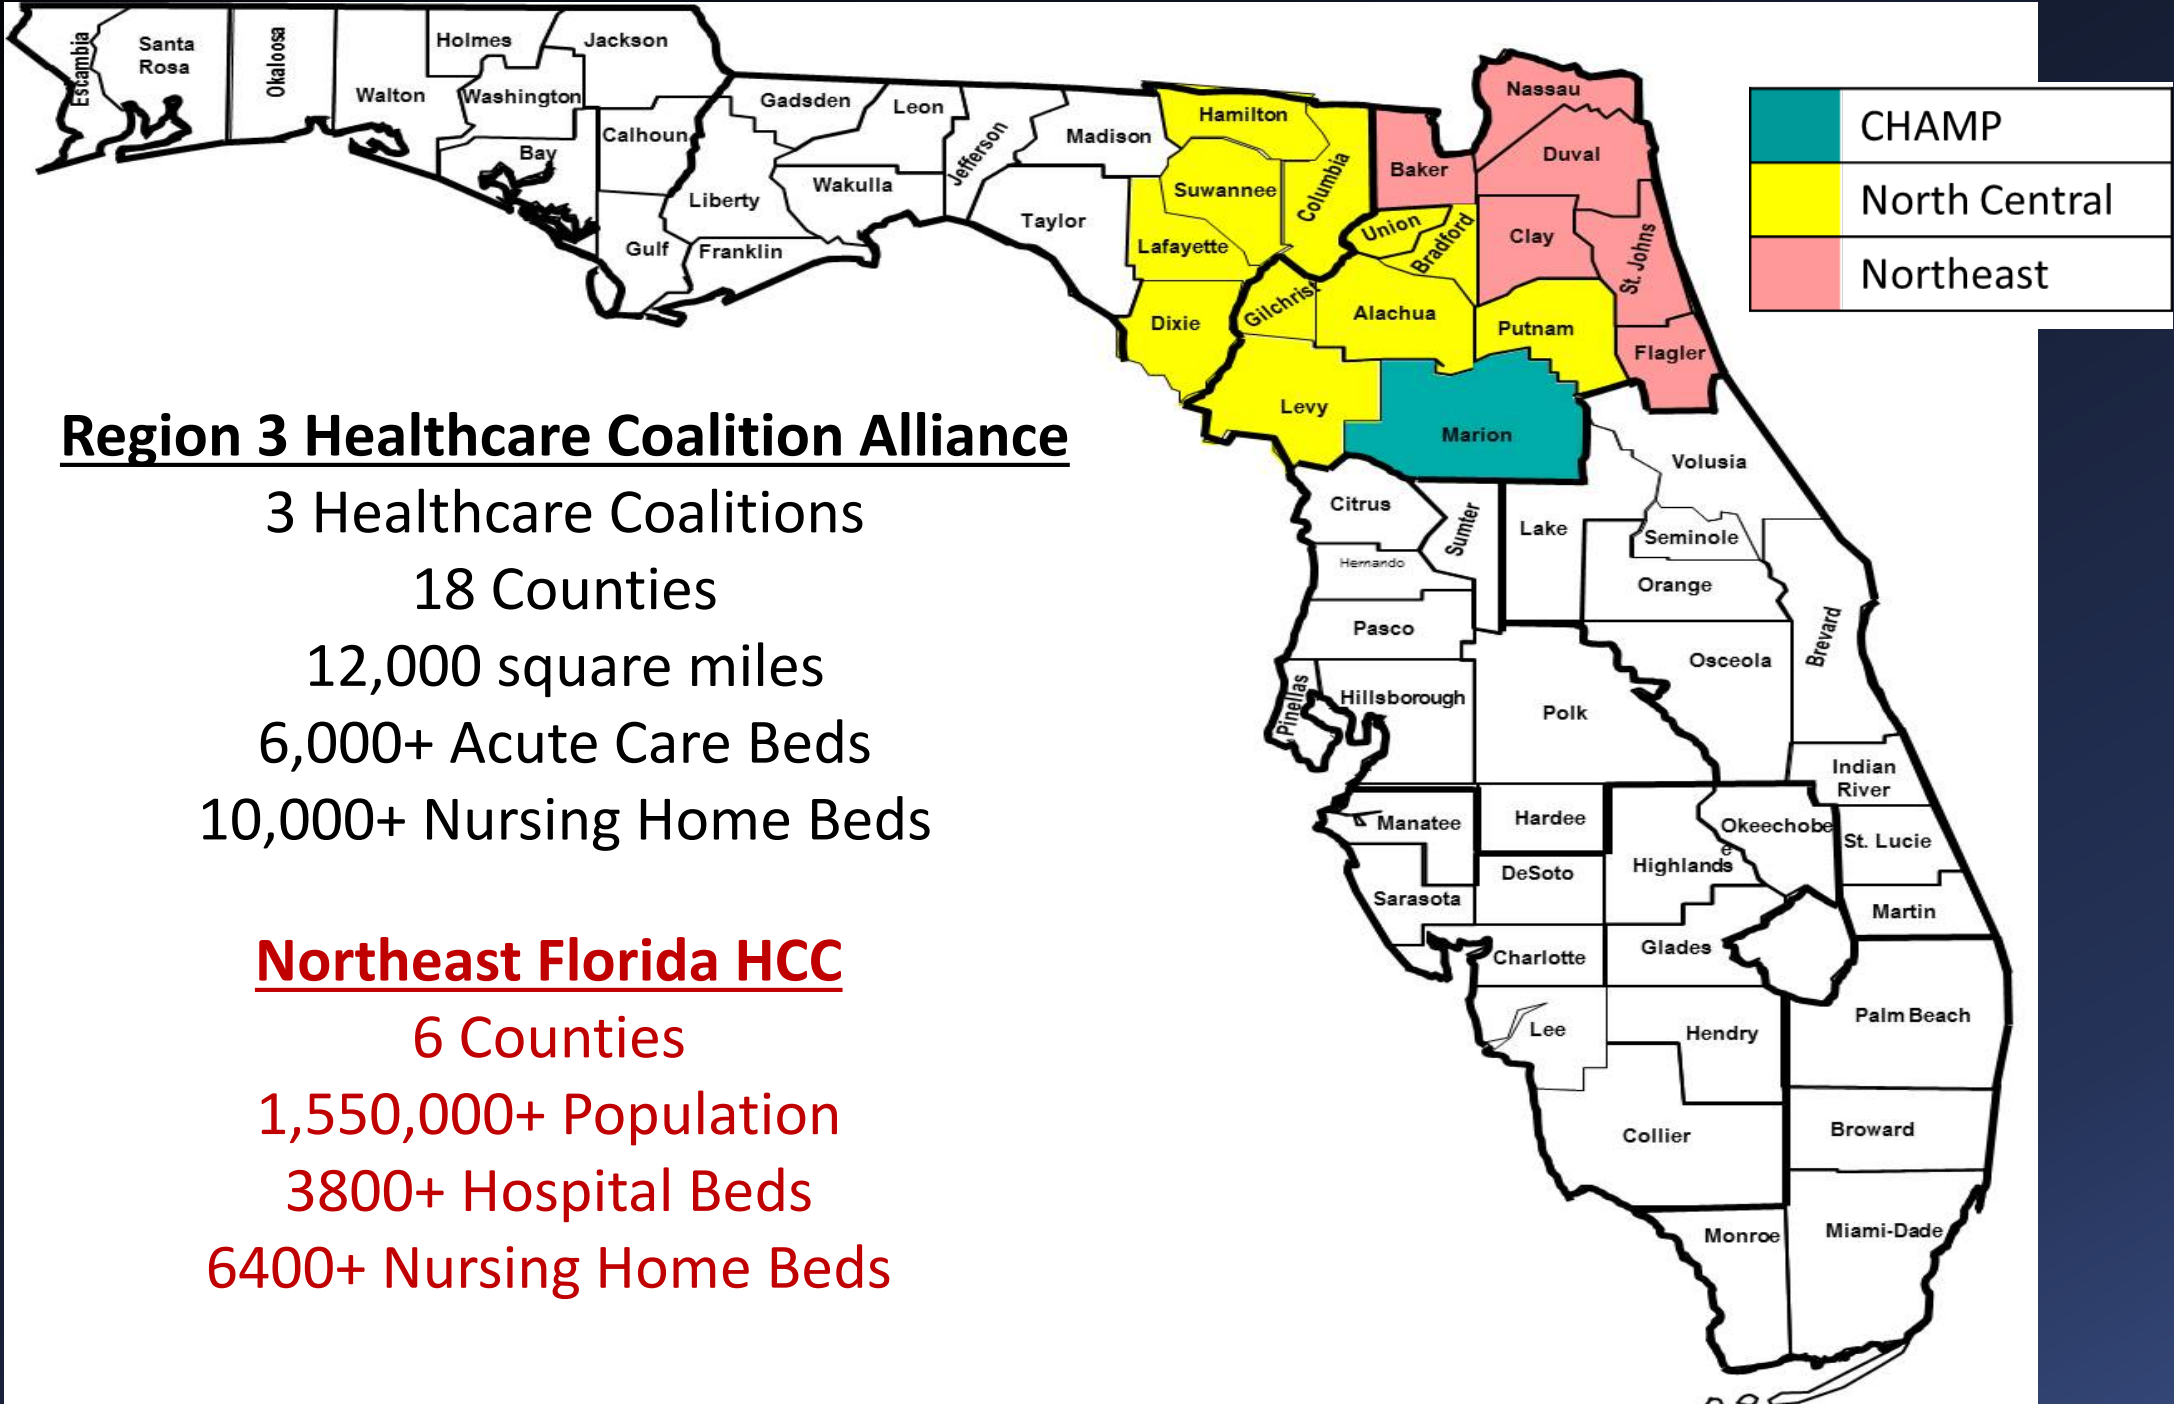 Escambia
Santa
Rosa
Okaloosa
Walton
Holmes
Jackson
Washington
Bay
Calhoun
Gulf
Liberty
Franklin
Gadsden
Leon
Wakulla
Jefferson
Madison
Taylor
Hamilton
Suwannee
Columbia
Lafayette
Dixie
Gilchrist
Union
Bradford
Alachua
Levy
Putnam
Marion
Baker
Nassau
Duval
Clay
St. Johns
Flagler
CHAMP
North Central
Northeast
Region 3 Healthcare Coalition Alliance
3 Healthcare Coalitions
18 Counties
12,000 square miles
6,000+ Acute Care Beds
10,000+ Nursing Home Beds
Northeast Florida HCC
6 Counties
1,550,000+ Population
3800+ Hospital Beds
6400+ Nursing Home Beds
Volusia
Citrus
Sumter
Lake
Seminole
Hernando
Orange
Pasco
Brevard
Osceola
Pinellas
Hillsborough
Polk
Indian
River
Manatee
Hardee
Okeechobe
e
St. Lucie
Highlands
DeSoto
Sarasota
Martin
Charlotte
Glades
Lee
Hendry
Palm Beach
Collier
Broward
Monroe
Miami-Dade